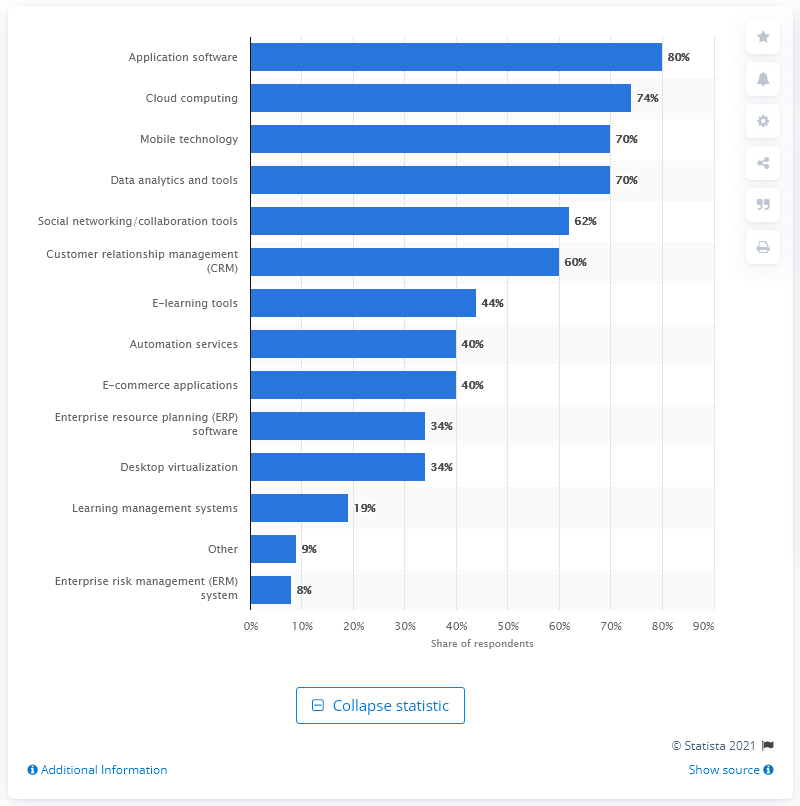 Application software 80%
Cloud computing 74%
Mobile technology 70%
Data analytics and tools 70%
Social networking/collaboration tools 62%
Customer relationship management
(CRM) 60%
E-learning tools 44%
Automation services 40%
E-commerce applications 40%
Enterprise resource planning (ERP)
software 34%
Desktop virtualization 34%
Learning management systems 19%
Other 9%
Enterprise risk management (ERM)
system 8%
0% 10% 20% 30% 40% 50% 60% 70% 80% 90%
Share of respondents
Collapse statistic
© Statista 2021
Additional Information Show source